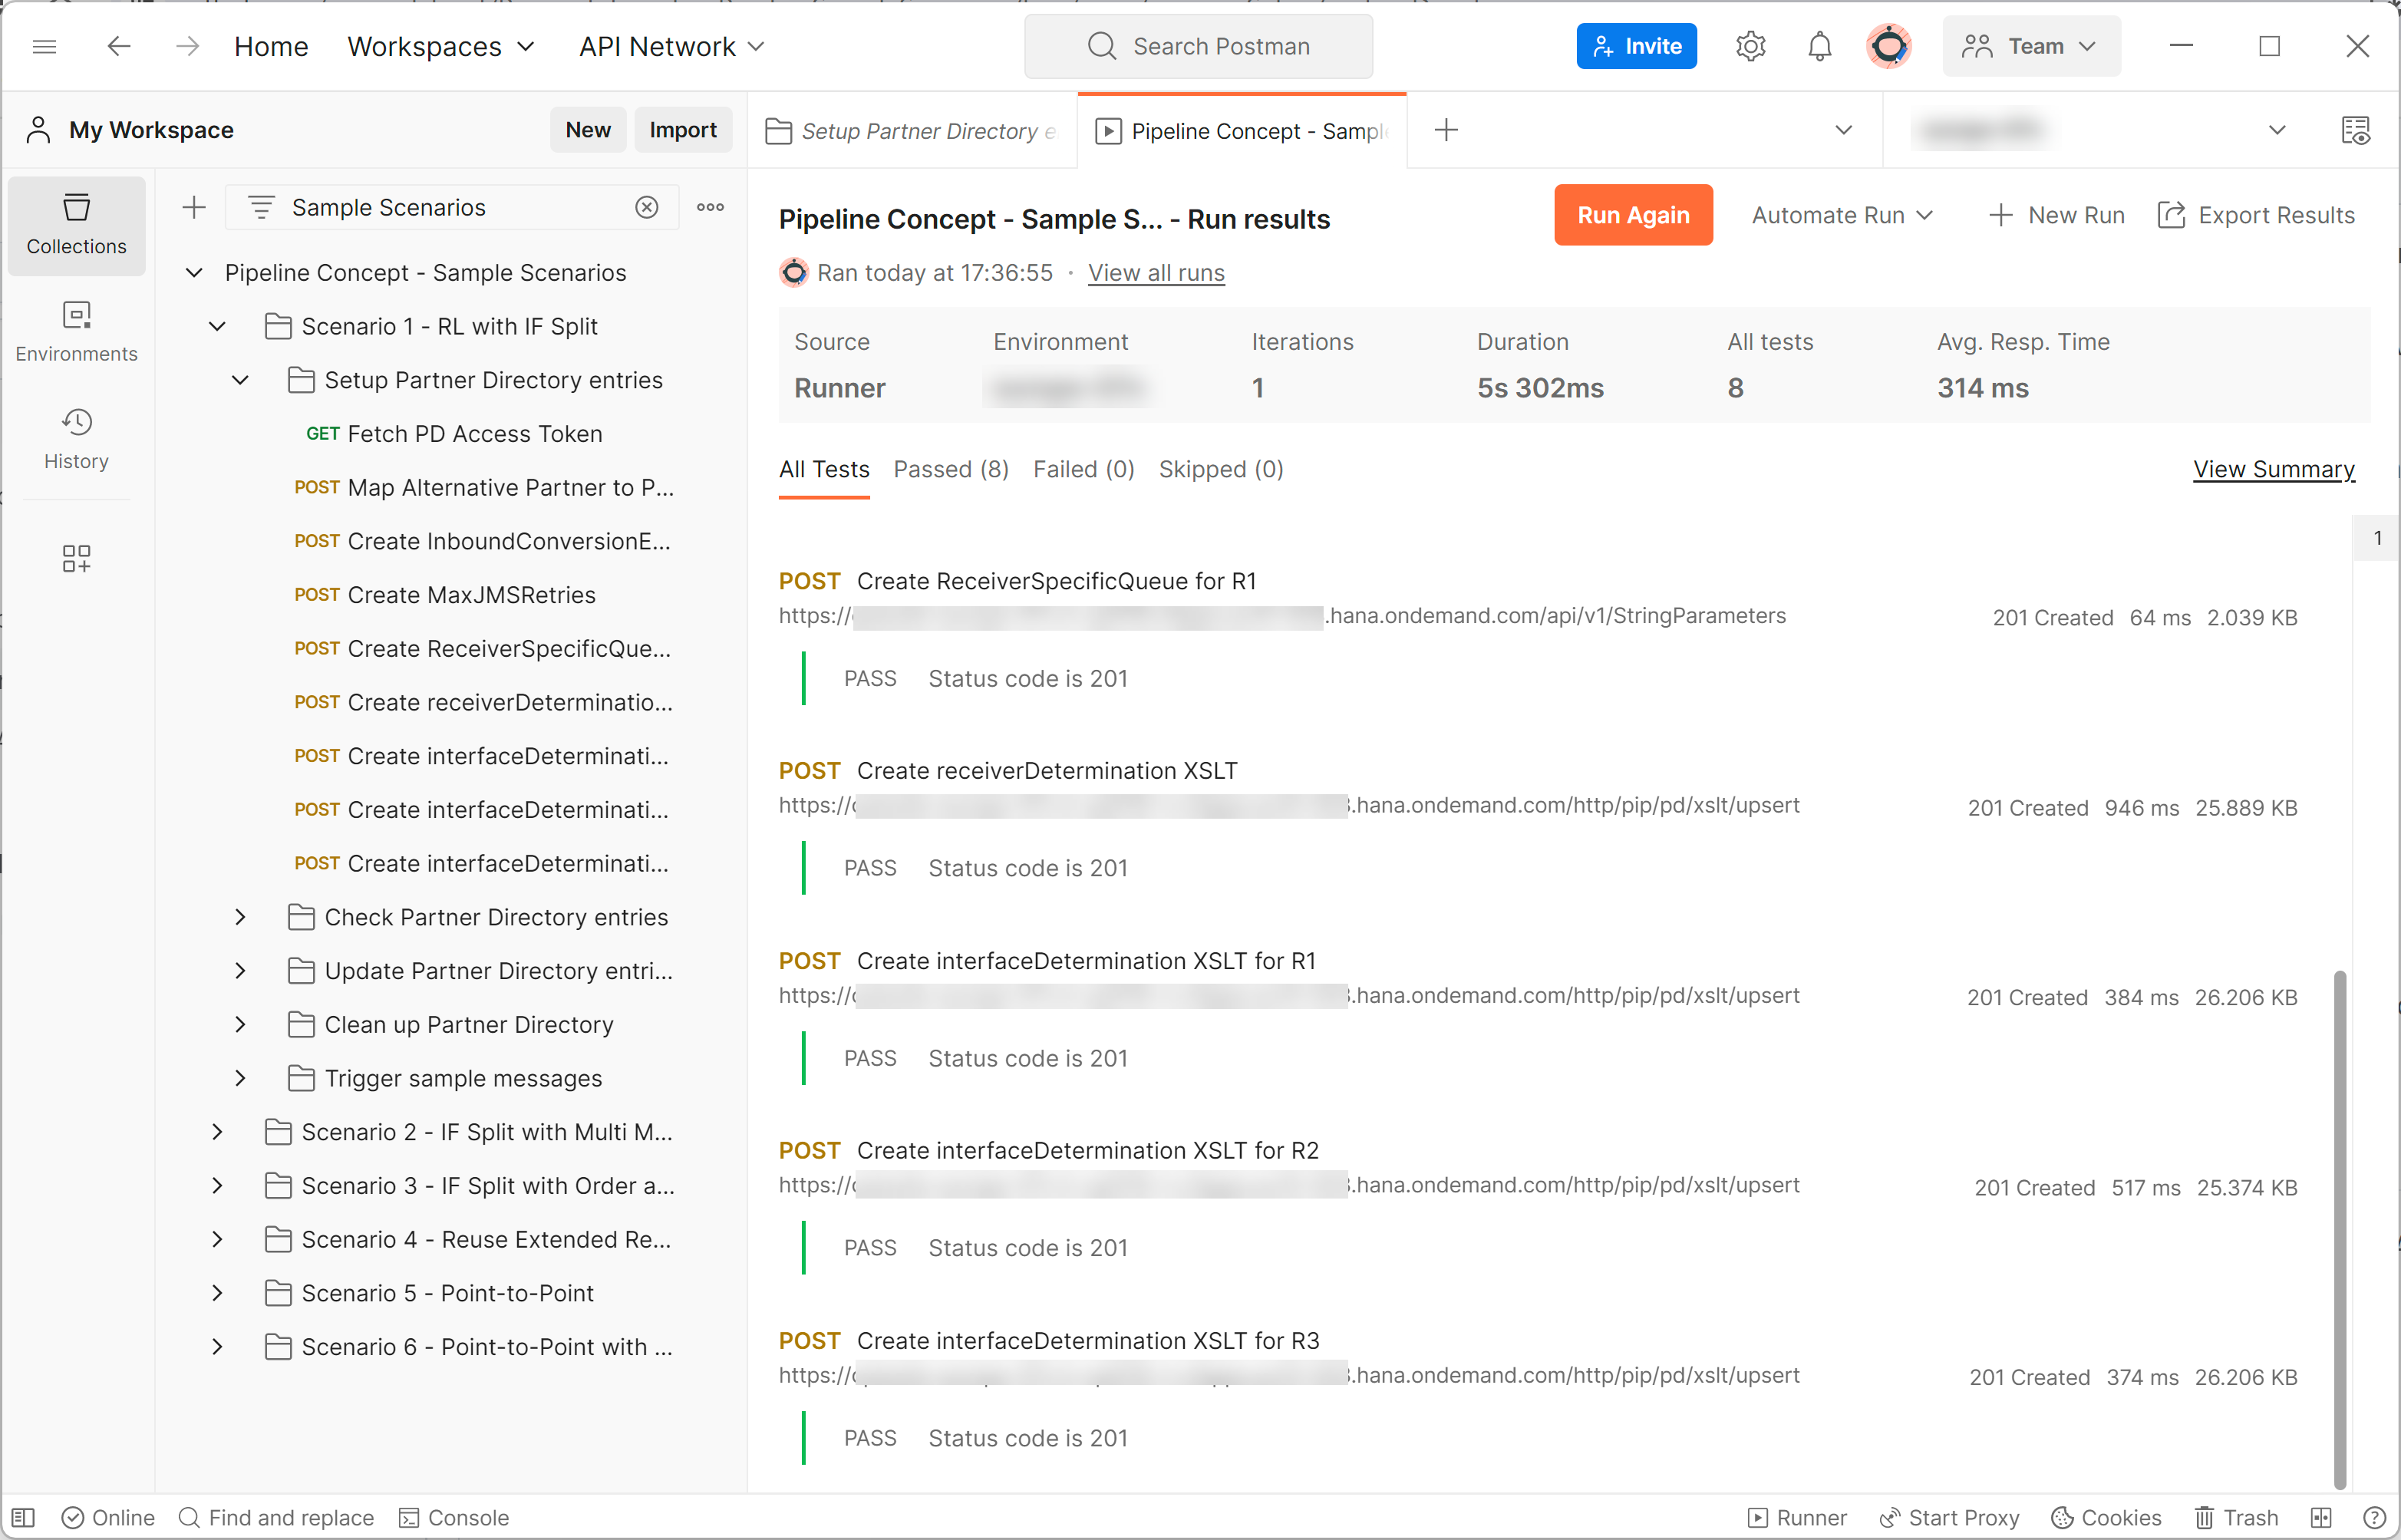 Home Workspaces API Network Search Postman Invite Team
My Workspace New Import
Setup Partner Directory e
Pipeline Concept - Sampl
Collections
Environments
History
Sample Scenarios
Pipeline Concept - Sample Scenarios
Scenario 1 - RL with IF Split
Setup Partner Directory entries
GET Fetch PD Access Token
POST Map Alternative Partner to P...
POST Create InboundConversionE...
POST Create MaxJMSRetries
POST Create ReceiverSpecificQue...
POST Create receiverDeterminatio...
POST Create interfaceDeterminati...
POST Create interfaceDeterminati...
POST Create interfaceDeterminati...
Check Partner Directory entries
Update Partner Directory entri...
Clean up Partner Directory
Trigger sample messages
Scenario 2 - IF Split with Multi M...
Scenario 3 - IF Split with Order a...
Scenario 4 - Reuse Extended Re...
Scenario 5 - Point-to-Point
Scenario 6 - Point-to-Point with ...
Pipeline Concept - Sample S... - Run results
Run Again Automate Run New Run Export Results
Ran today at 17:36:55 · View all runs
Source Environment Iterations Duration All tests Avg. Resp. Time
Runner 1 5s 302ms 8 314 ms
All Tests Passed (8) Failed (0) Skipped (0) View Summary
1
POST Create ReceiverSpecificQueue for R1
https:// .hana.ondemand.com/api/v1/StringParameters 201 Created 64 ms 2.039 KB
PASS Status code is 201
POST Create receiverDetermination XSLT
https:// .hana.ondemand.com/http/pip/pd/xslt/upsert 201 Created 946 ms 25.889 KB
PASS Status code is 201
POST Create interfaceDetermination XSLT for R1
https:// .hana.ondemand.com/http/pip/pd/xslt/upsert 201 Created 384 ms 26.206 KB
PASS Status code is 201
POST Create interfaceDetermination XSLT for R2
https:// .hana.ondemand.com/http/pip/pd/xslt/upsert 201 Created 517 ms 25.374 KB
PASS Status code is 201
POST Create interfaceDetermination XSLT for R3
https:// .hana.ondemand.com/http/pip/pd/xslt/upsert 201 Created 374 ms 26.206 KB
PASS Status code is 201
Online Find and replace Console Runner Start Proxy Cookies Trash